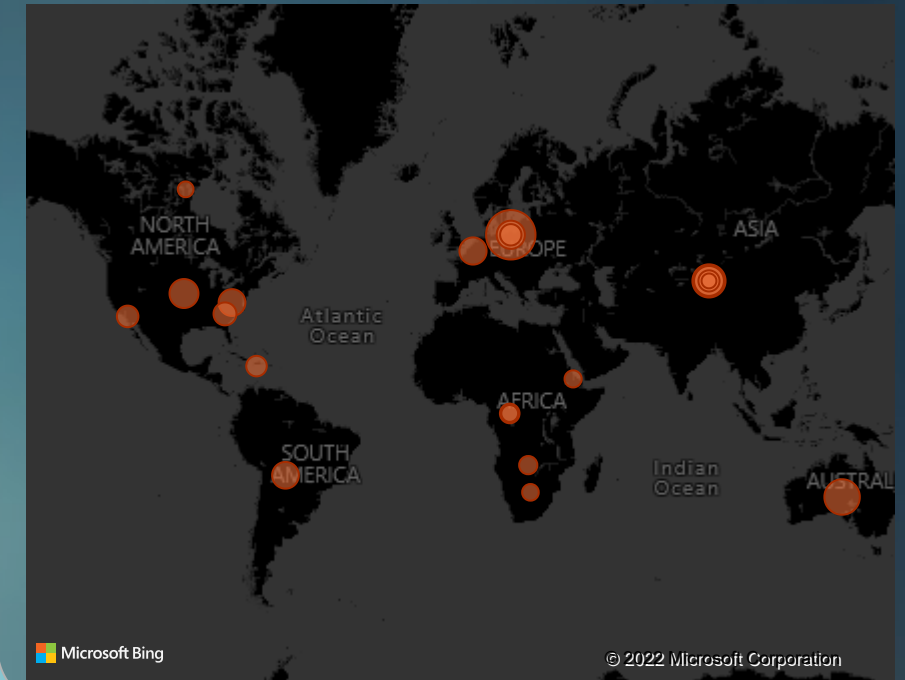 NORTH
AMERICA
EUROPE
ASIA
Atlantic
Ocean
AFRICA
SOUTH
AMERICA
Indian
Ocean
AUSTRAL
Microsoft Bing
© 2022 Microsoft Corporation